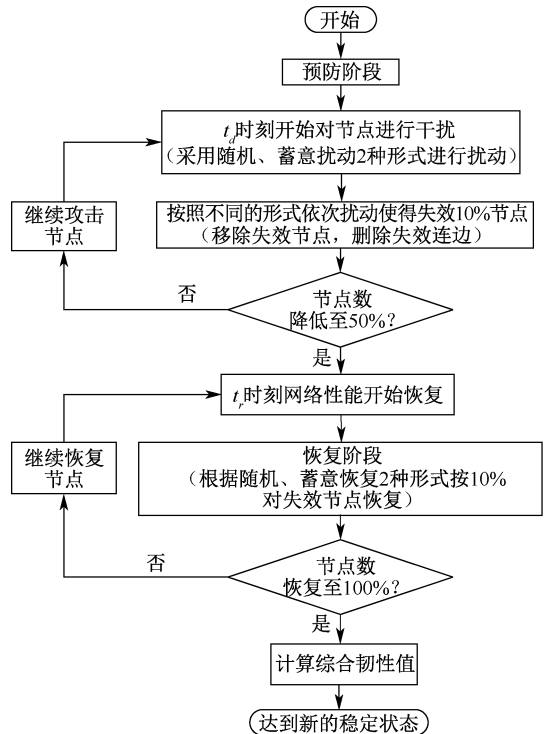 开始
预防阶段
t_d时刻开始对节点进行干扰
（采用随机、蓄意扰动2种形式进行扰动）
继续攻击
节点
按照不同的形式依次扰动使得失效10%节点
（移除失效节点，删除失效连边）
否
节点数
降低至50%?
是
t_r时刻网络性能开始恢复
继续恢复
节点
恢复阶段
（根据随机、蓄意恢复2种形式按10%
对失效节点恢复）
否
节点数
恢复至100%?
是
计算综合韧性值
达到新的稳定状态